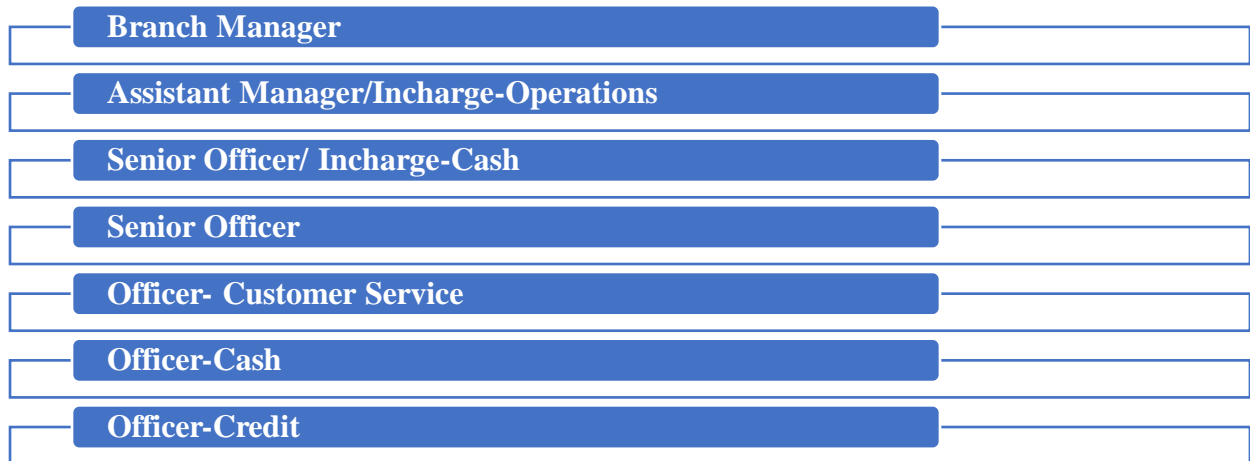 Branch Manager
Assistant Manager/Incharge-Operations
Senior Officer/ Incharge-Cash
Senior Officer
Officer- Customer Service
Officer-Cash
Officer-Credit